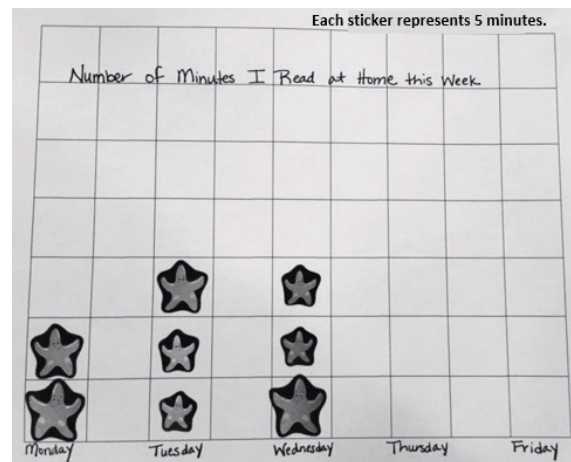 Each sticker represents 5 minutes.
Number of Minutes I Read at Home this Week
Monday Tuesday Wednesday Thursday Friday